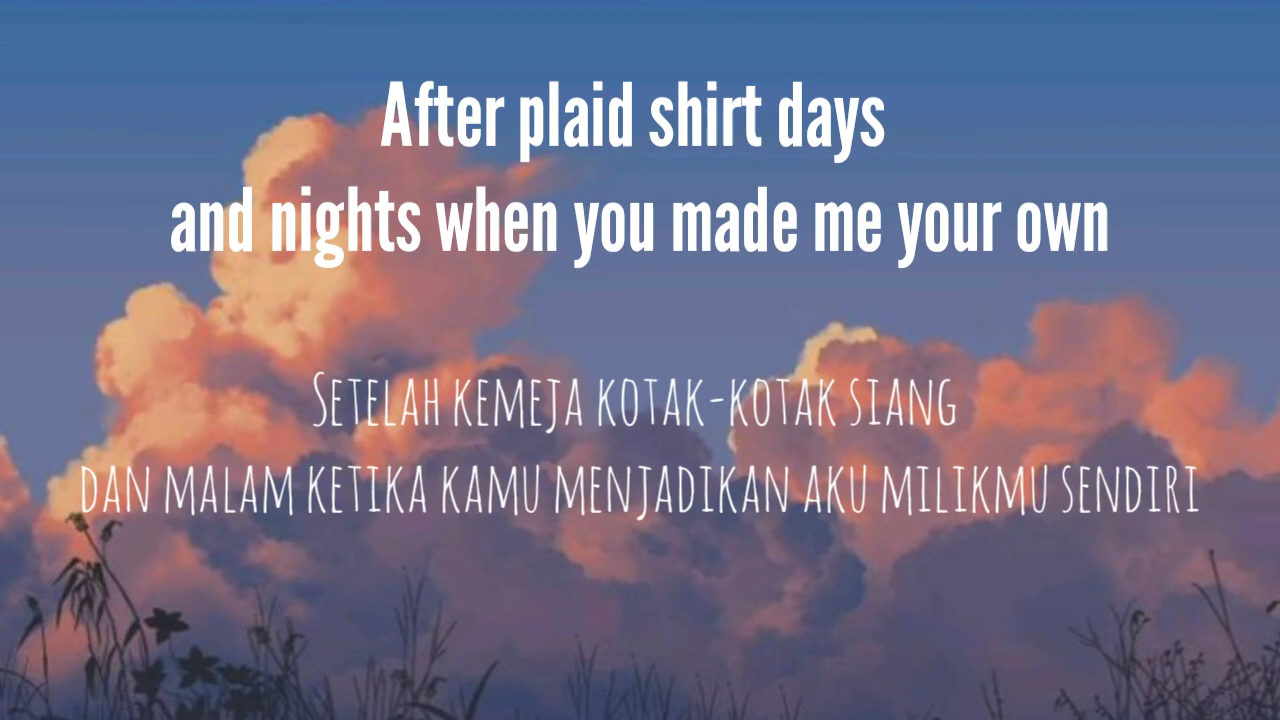 After plaid shirt days
and nights when you made me your own
Setelah kemeja kotak-kotak siang
dan malam ketika kamu menjadikan aku milikmu sendiri